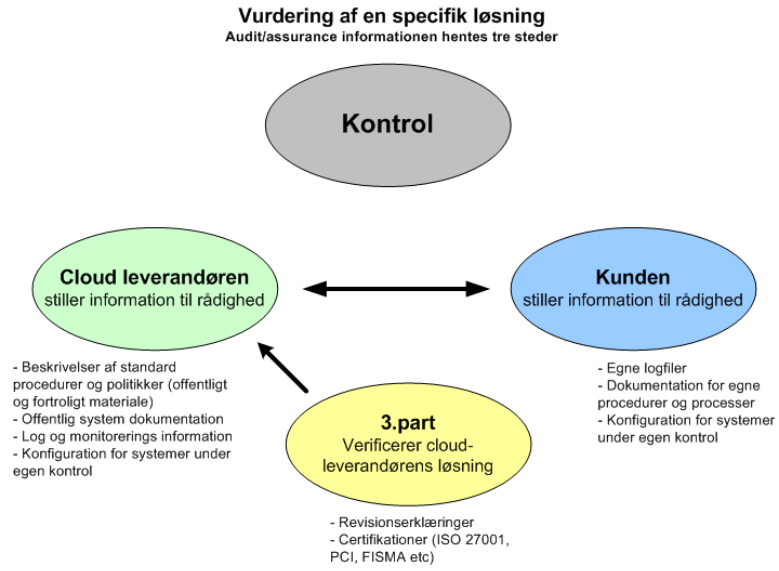 Vurdering af en specifik løsning
Audit/assurance informationen hentes tre steder
Kontrol
Cloud leverandøren
stiller information til rådighed
Kunden
stiller information til rådighed
- Beskrivelser af standard
procedurer og politikker (offentligt
og fortroligt materiale)
- Offentlig system dokumentation
- Log og monitorerings information
- Konfiguration for systemer under
egen kontrol
- Egne logfiler
- Dokumentation for egne
procedurer og processer
- Konfiguration for systemer
under egen kontrol
3.part
Verificerer cloud-
leverandørens løsning
- Revisionserklæringer
- Certifikationer (ISO 27001,
PCI, FISMA etc)